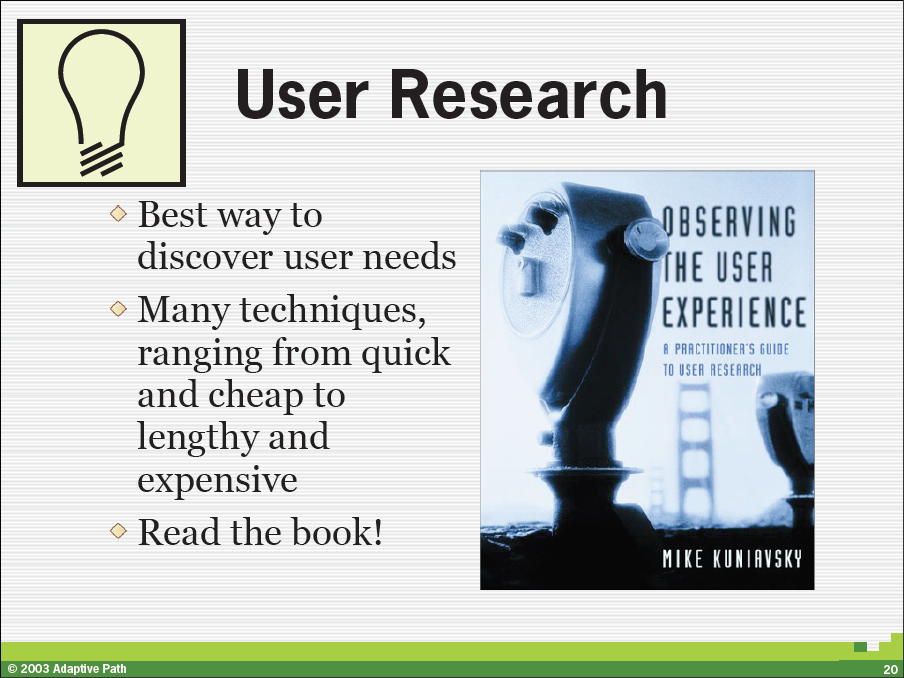 User Research
Best way to
discover user needs
Many techniques,
ranging from quick
and cheap to
lengthy and
expensive
Read the book!
OBSERVING
THE USER
EXPERIENCE
A PRACTITIONER'S GUIDE
TO USER RESEARCH
MIKE KUNIAVSKY
© 2003 Adaptive Path
20